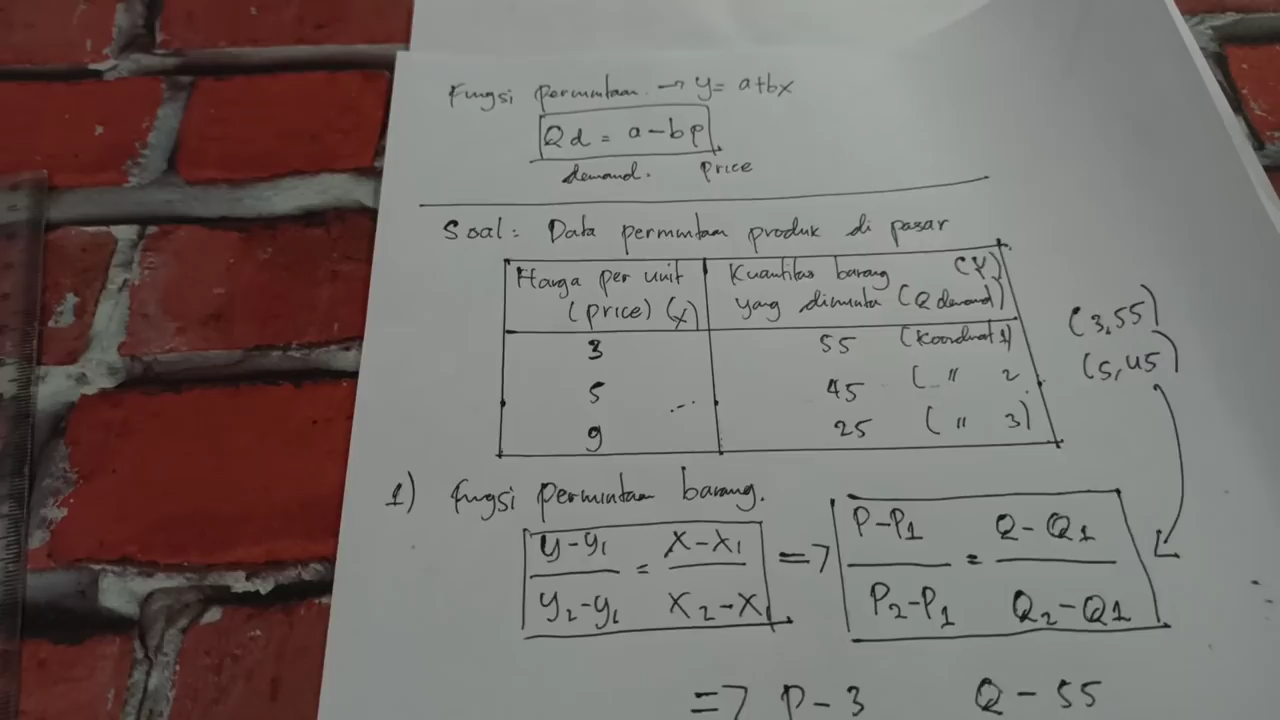 Fungsi permintaan → y = a+bx
Qd = a-bp
demand. price
Soal: Data permintaan produk di pasar
Harga per unit (price) (x)
Kuantitas barang (Y) yang diminta (Q demand)
3 55 (Koordinat 1)
5 ... 45 ( " 2
9 25 ( " 3)
(3,55)
(5,45)
1) Fungsi permintaan barang.
y-y1 / y2-y1 = x-x1 / x2-x1 => P-P1 / P2-P1 = Q-Q1 / Q2-Q1
=> P-3 Q-55